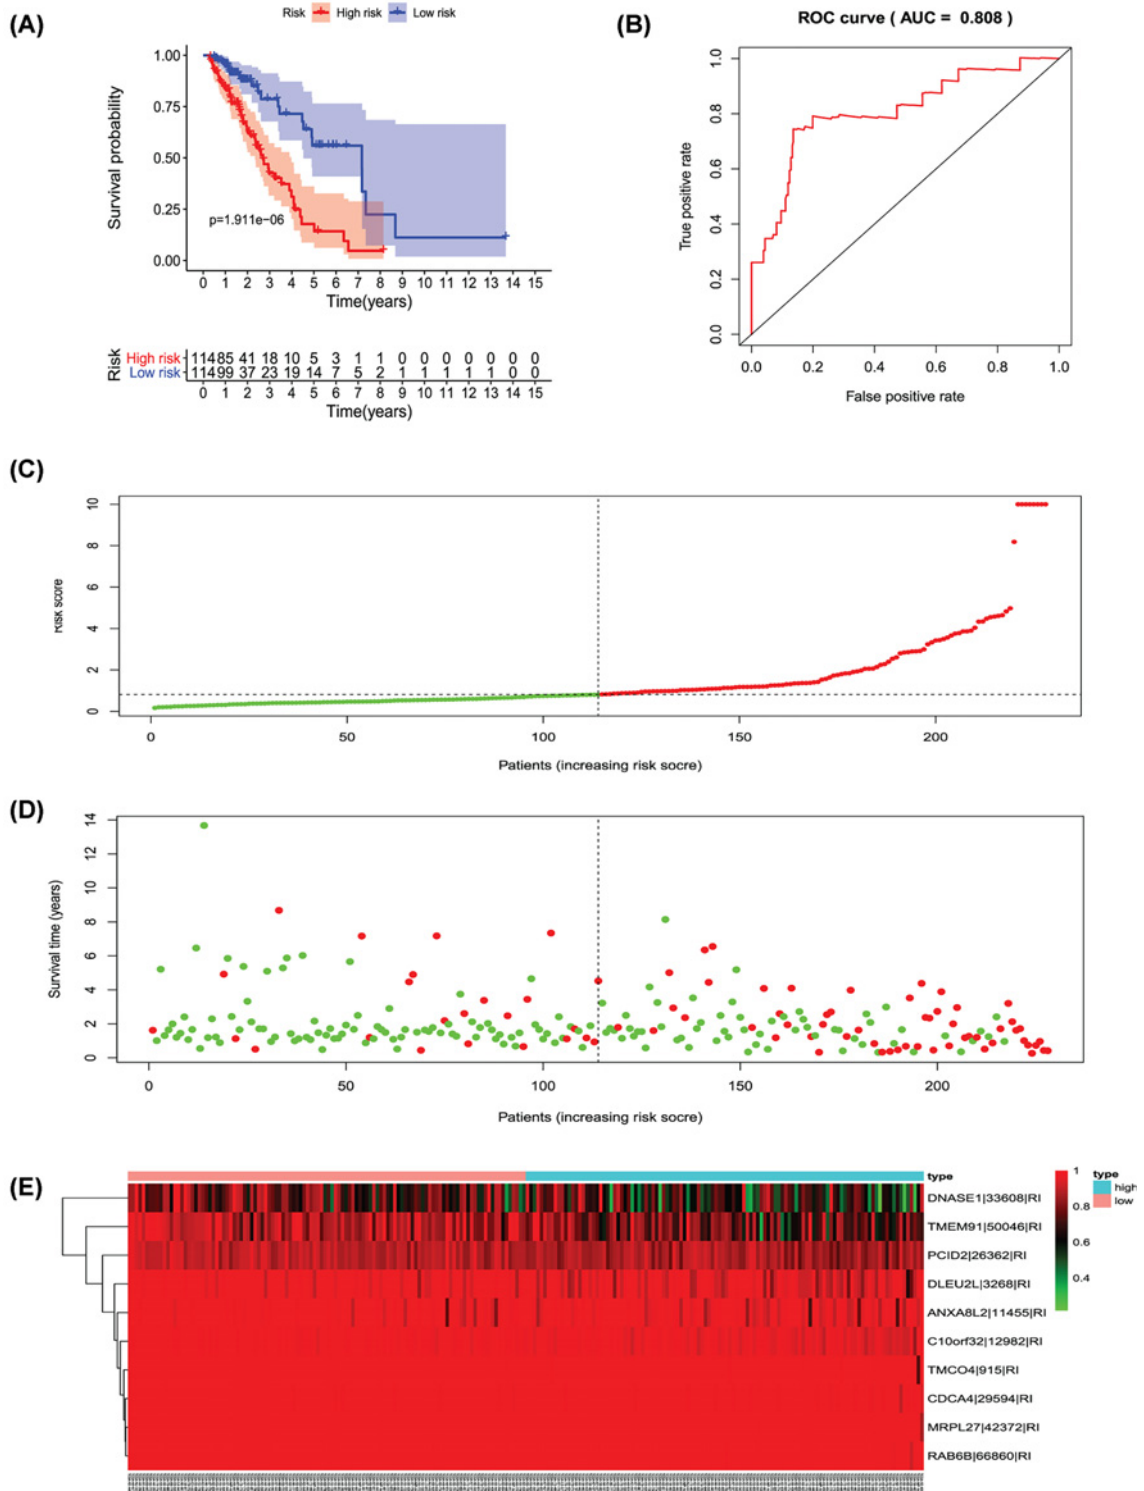 (A)
Risk High risk Low risk
Survival probability
1.00
0.75
0.50
0.25
0.00
p=1.911e−06
0 1 2 3 4 5 6 7 8 9 10 11 12 13 14 15
Time(years)
Risk
High risk 114 85 41 18 10 5 3 1 1 0 0 0 0 0 0 0
Low risk 114 99 37 23 19 14 7 5 2 1 1 1 1 1 0 0
0 1 2 3 4 5 6 7 8 9 10 11 12 13 14 15
Time(years)
(B)
ROC curve ( AUC = 0.808 )
True positive rate
1.0
0.8
0.6
0.4
0.2
0.0
0.0 0.2 0.4 0.6 0.8 1.0
False positive rate
(C)
Risk score
10
8
6
4
2
0
0 50 100 150 200
Patients (increasing risk socre)
(D)
Survival time (years)
14
12
10
8
6
4
2
0
0 50 100 150 200
Patients (increasing risk socre)
(E)
type
DNASE1|33608|RI
TMEM91|50046|RI
PCID2|26362|RI
DLEU2L|3268|RI
ANXA8L2|11455|RI
C10orf32|12982|RI
TMCO4|915|RI
CDCA4|29594|RI
MRPL27|42372|RI
RAB6B|66860|RI
1
0.8
0.6
0.4
type
high
low